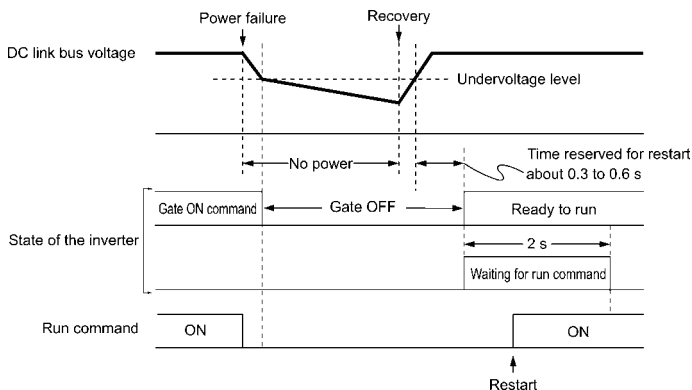 Power failure
Recovery
DC link bus voltage
Undervoltage level
No power
Time reserved for restart
about 0.3 to 0.6 s
Gate ON command
Gate OFF
Ready to run
State of the inverter
2 s
Waiting for run command
Run command
ON
ON
Restart